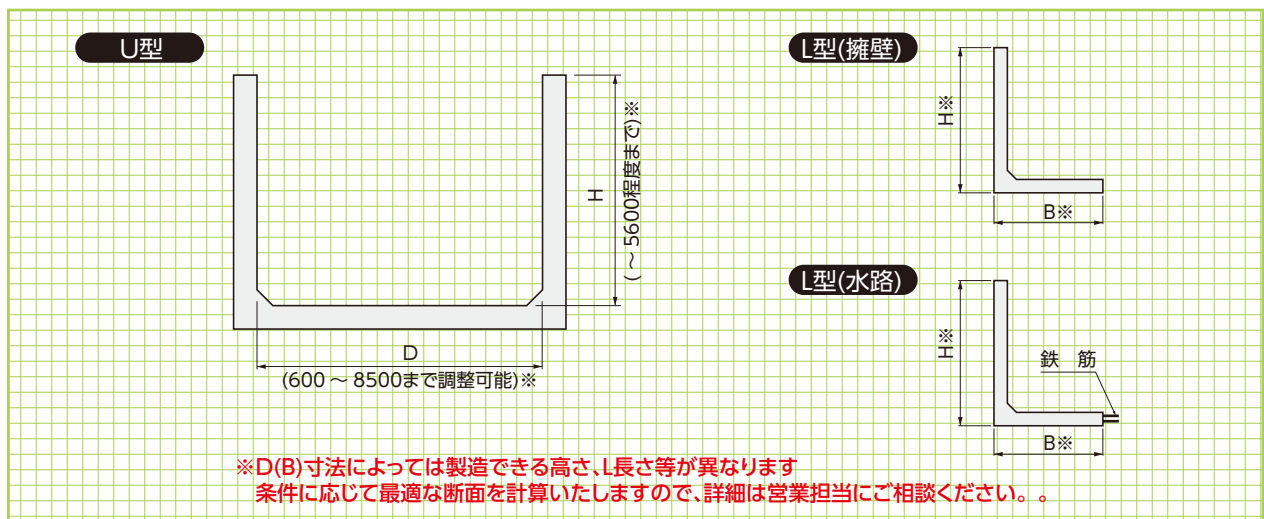 U型
H
(～5600程度まで)※
D
(600～8500まで調整可能)※
L型(擁壁)
H※
B※
L型(水路)
H※
鉄 筋
B※
※D(B)寸法によっては製造できる高さ、L長さ等が異なります
条件に応じて最適な断面を計算いたしますので、詳細は営業担当にご相談ください。。